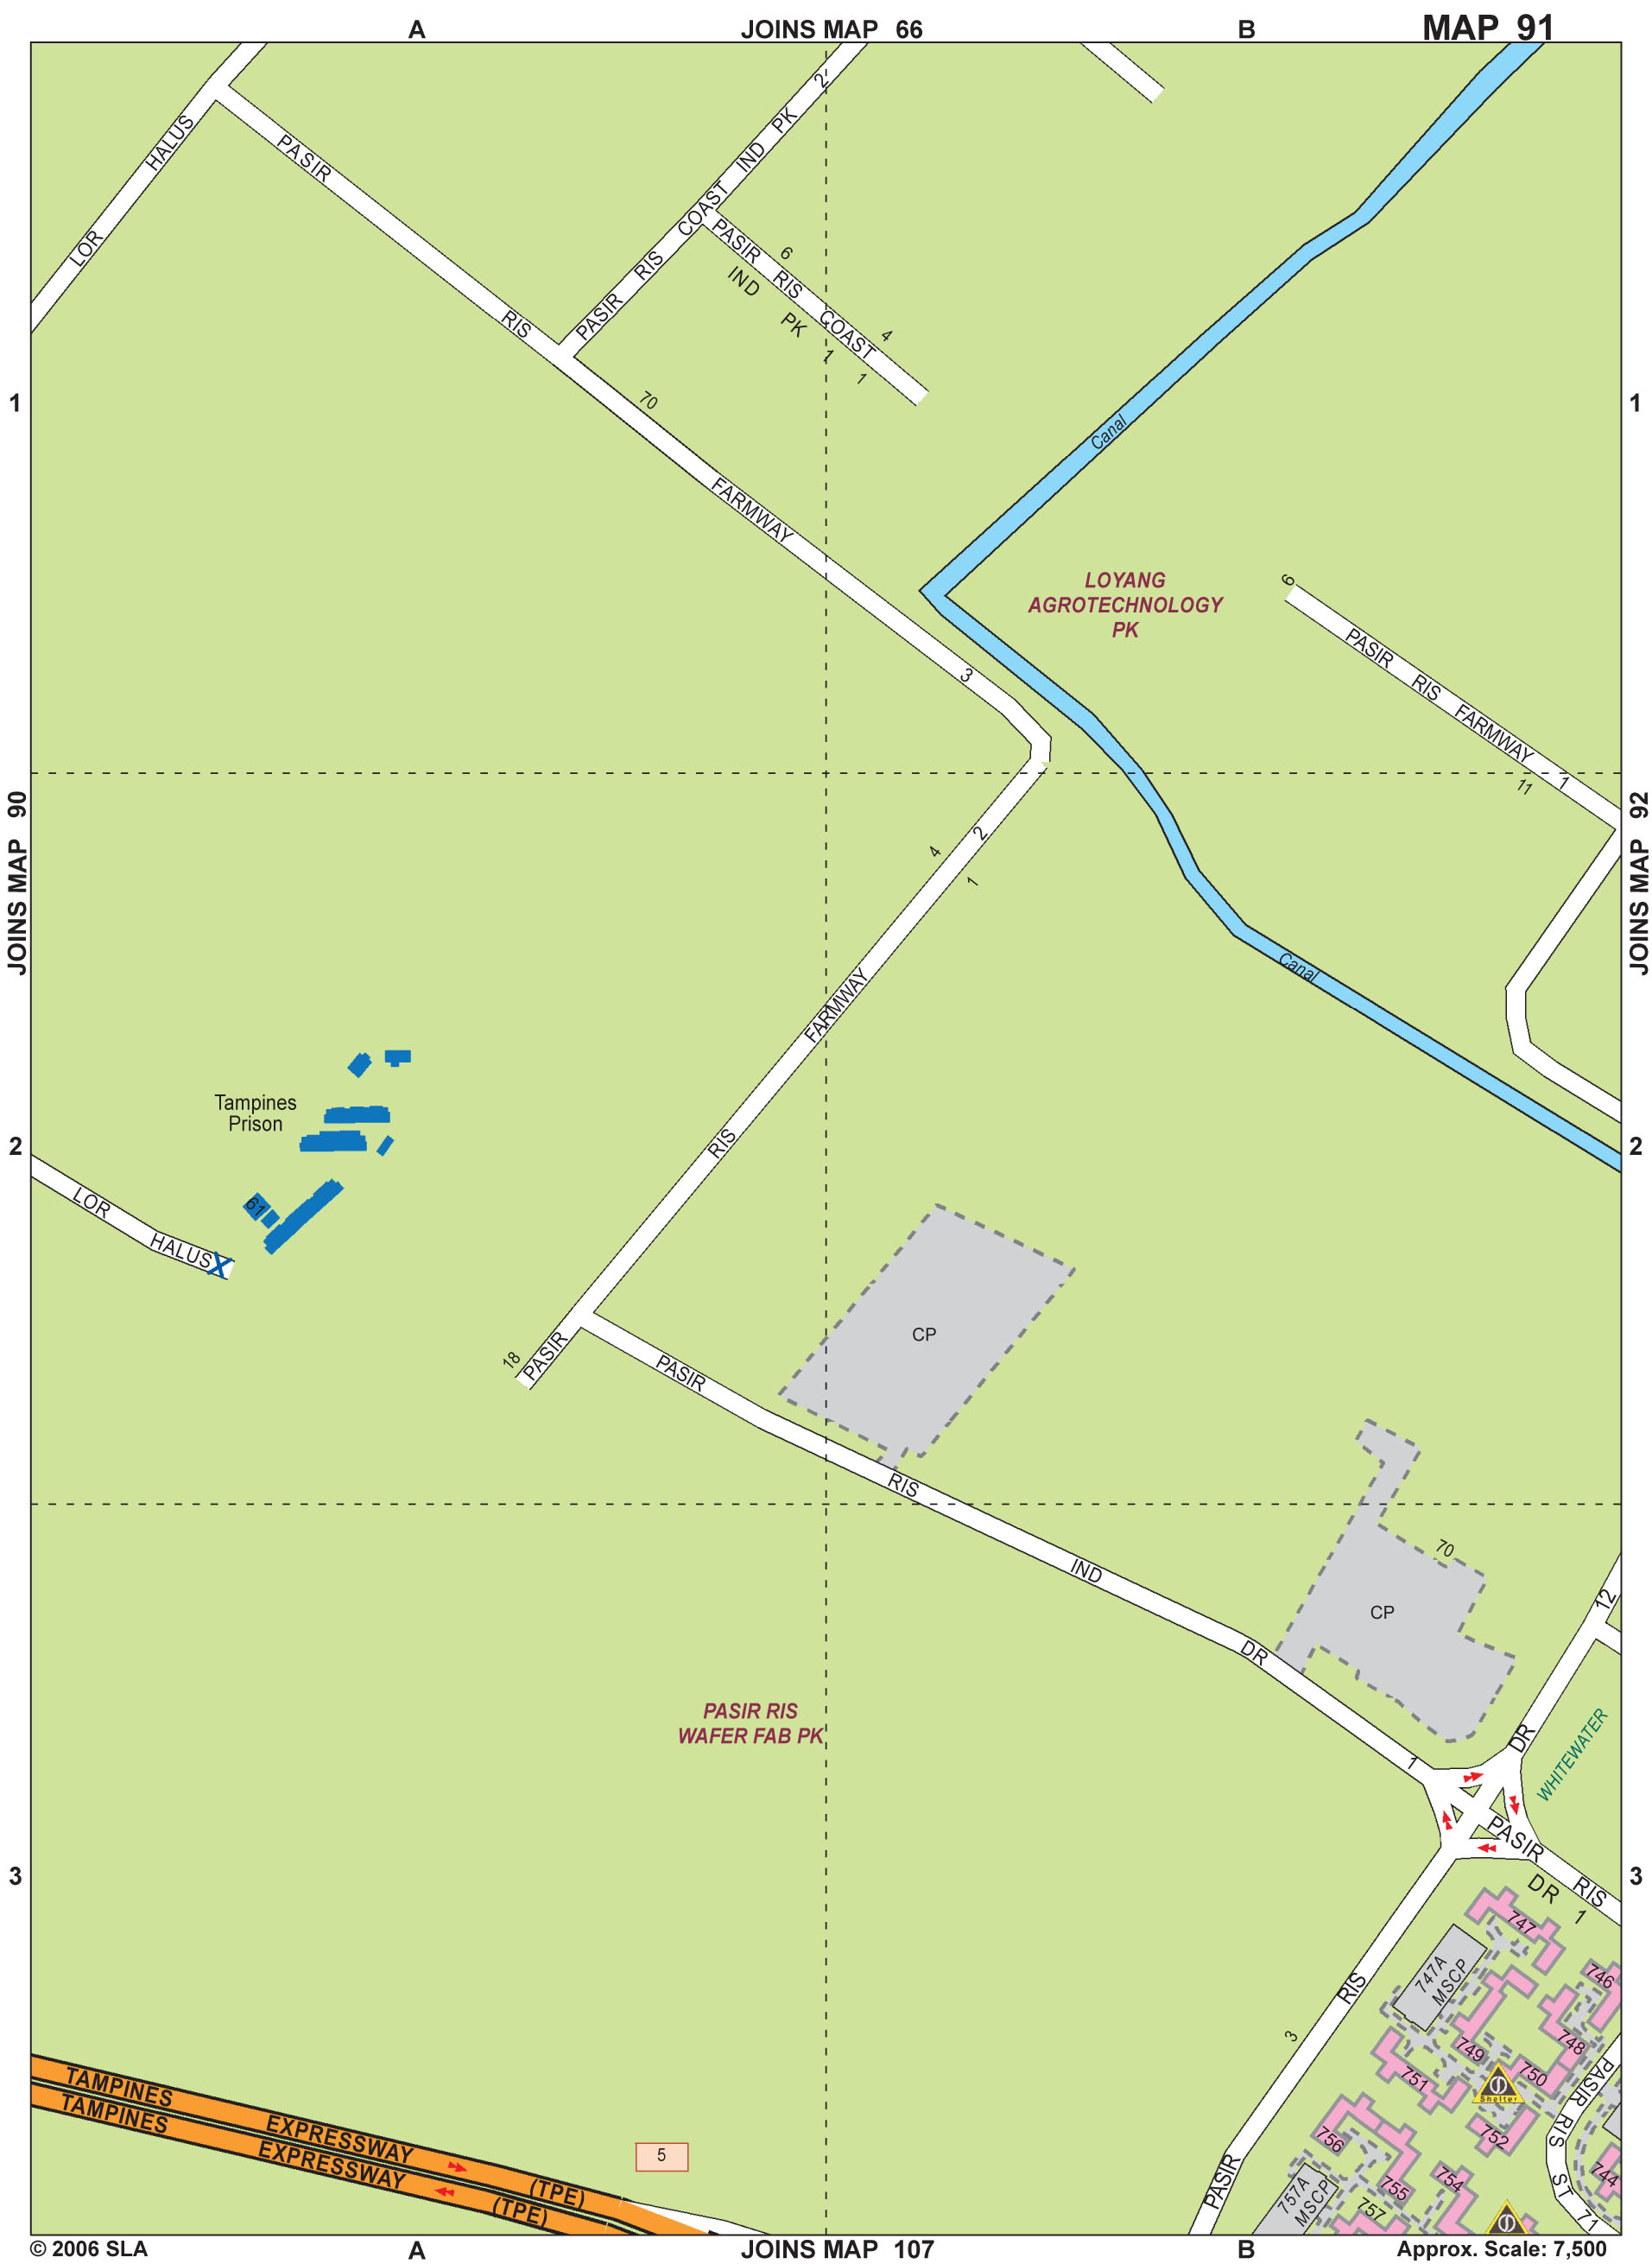 A JOINS MAP 66 B MAP 91
LOR HALUS
PASIR RIS FARMWAY 3
PASIR RIS COAST IND PK 2
PASIR RIS COAST
IND PK 1
6
4
1
70
1
1
Canal
LOYANG
AGROTECHNOLOGY
PK
6
PASIR RIS FARMWAY 1
11
JOINS MAP 90
JOINS MAP 92
4
1
PASIR RIS FARMWAY 2
18
Canal
Tampines
Prison
61
2
2
LOR HALUS
X
CP
PASIR RIS IND DR 1
70
CP
PASIR RIS
WAFER FAB PK
PASIR RIS DR 12
WHITEWATER
PASIR RIS
DR 1
3
3
3
747
747A
MSCP
746
749
748
751
750
Shelter
752
756
755
754
757
757A
MSCP
744
PASIR RIS ST 71
TAMPINES EXPRESSWAY (TPE)
TAMPINES EXPRESSWAY (TPE)
5
© 2006 SLA A JOINS MAP 107 B Approx. Scale: 7,500